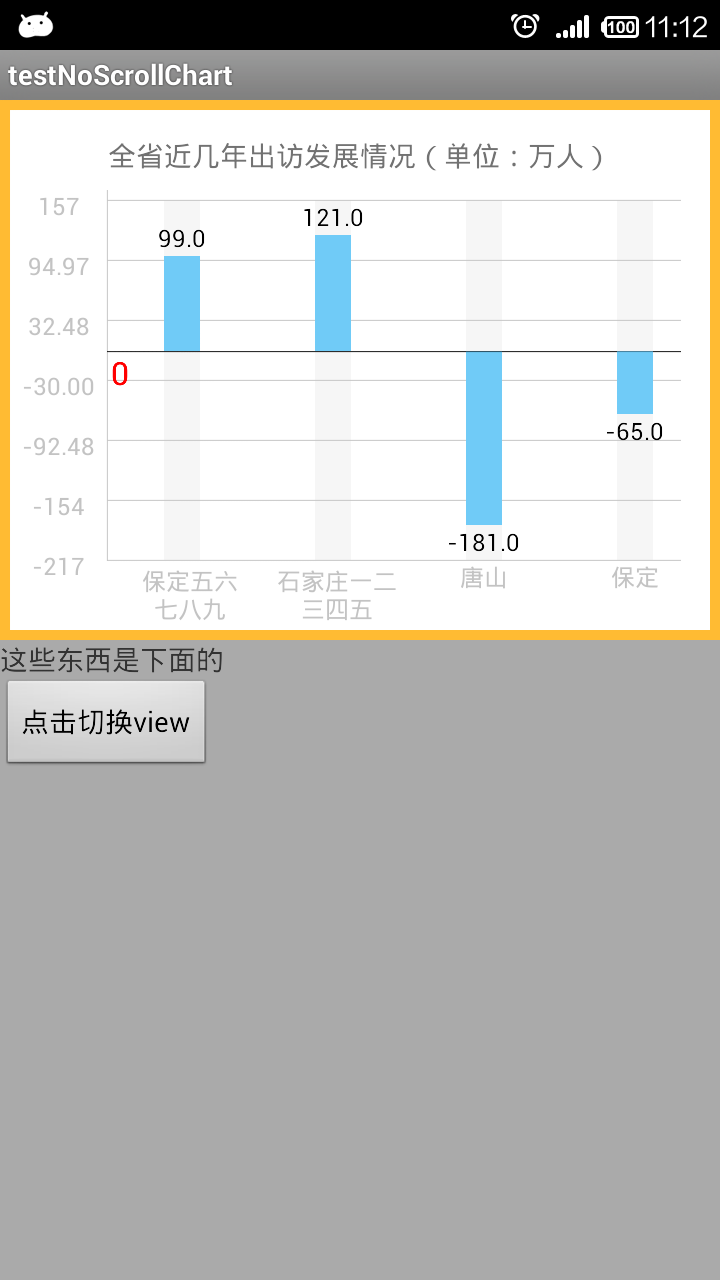 100 11:12
testNoScrollChart
全省近几年出访发展情况（单位：万人）
157
94.97
32.48
-30.00
-92.48
-154
-217
99.0
121.0
-181.0
-65.0
0
保定五六
七八九
石家庄一二
三四五
唐山
保定
这些东西是下面的
点击切换view